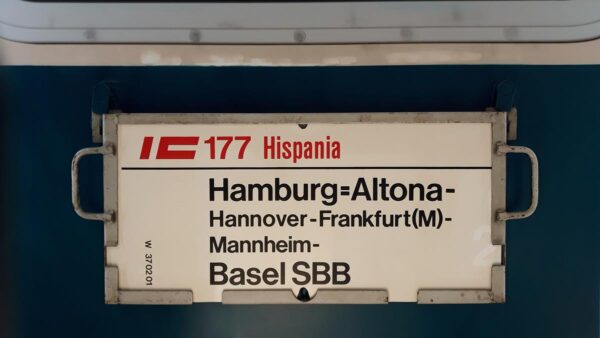 IC 177 Hispania
Hamburg=Altona-
Hannover-Frankfurt(M)-
Mannheim-
Basel SBB
W 370201